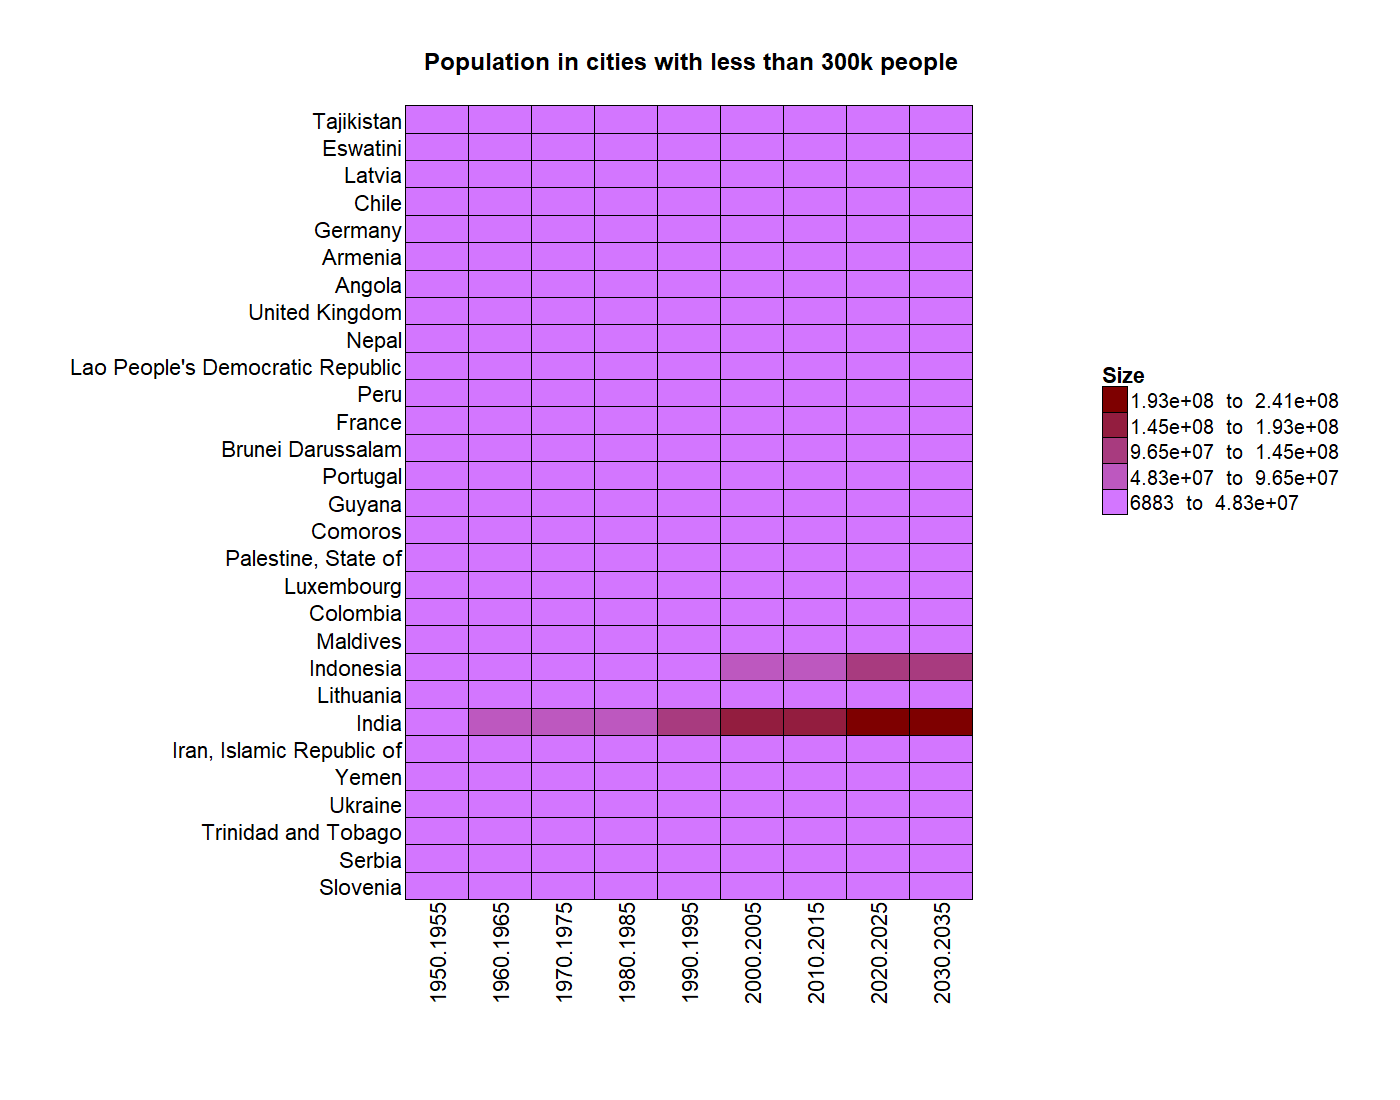 Population in cities with less than 300k people
Tajikistan
Eswatini
Latvia
Chile
Germany
Armenia
Angola
United Kingdom
Nepal
Lao People's Democratic Republic
Peru
France
Brunei Darussalam
Portugal
Guyana
Comoros
Palestine, State of
Luxembourg
Colombia
Maldives
Indonesia
Lithuania
India
Iran, Islamic Republic of
Yemen
Ukraine
Trinidad and Tobago
Serbia
Slovenia
1950.1955
1960.1965
1970.1975
1980.1985
1990.1995
2000.2005
2010.2015
2020.2025
2030.2035
Size
1.93e+08 to 2.41e+08
1.45e+08 to 1.93e+08
9.65e+07 to 1.45e+08
4.83e+07 to 9.65e+07
6883 to 4.83e+07